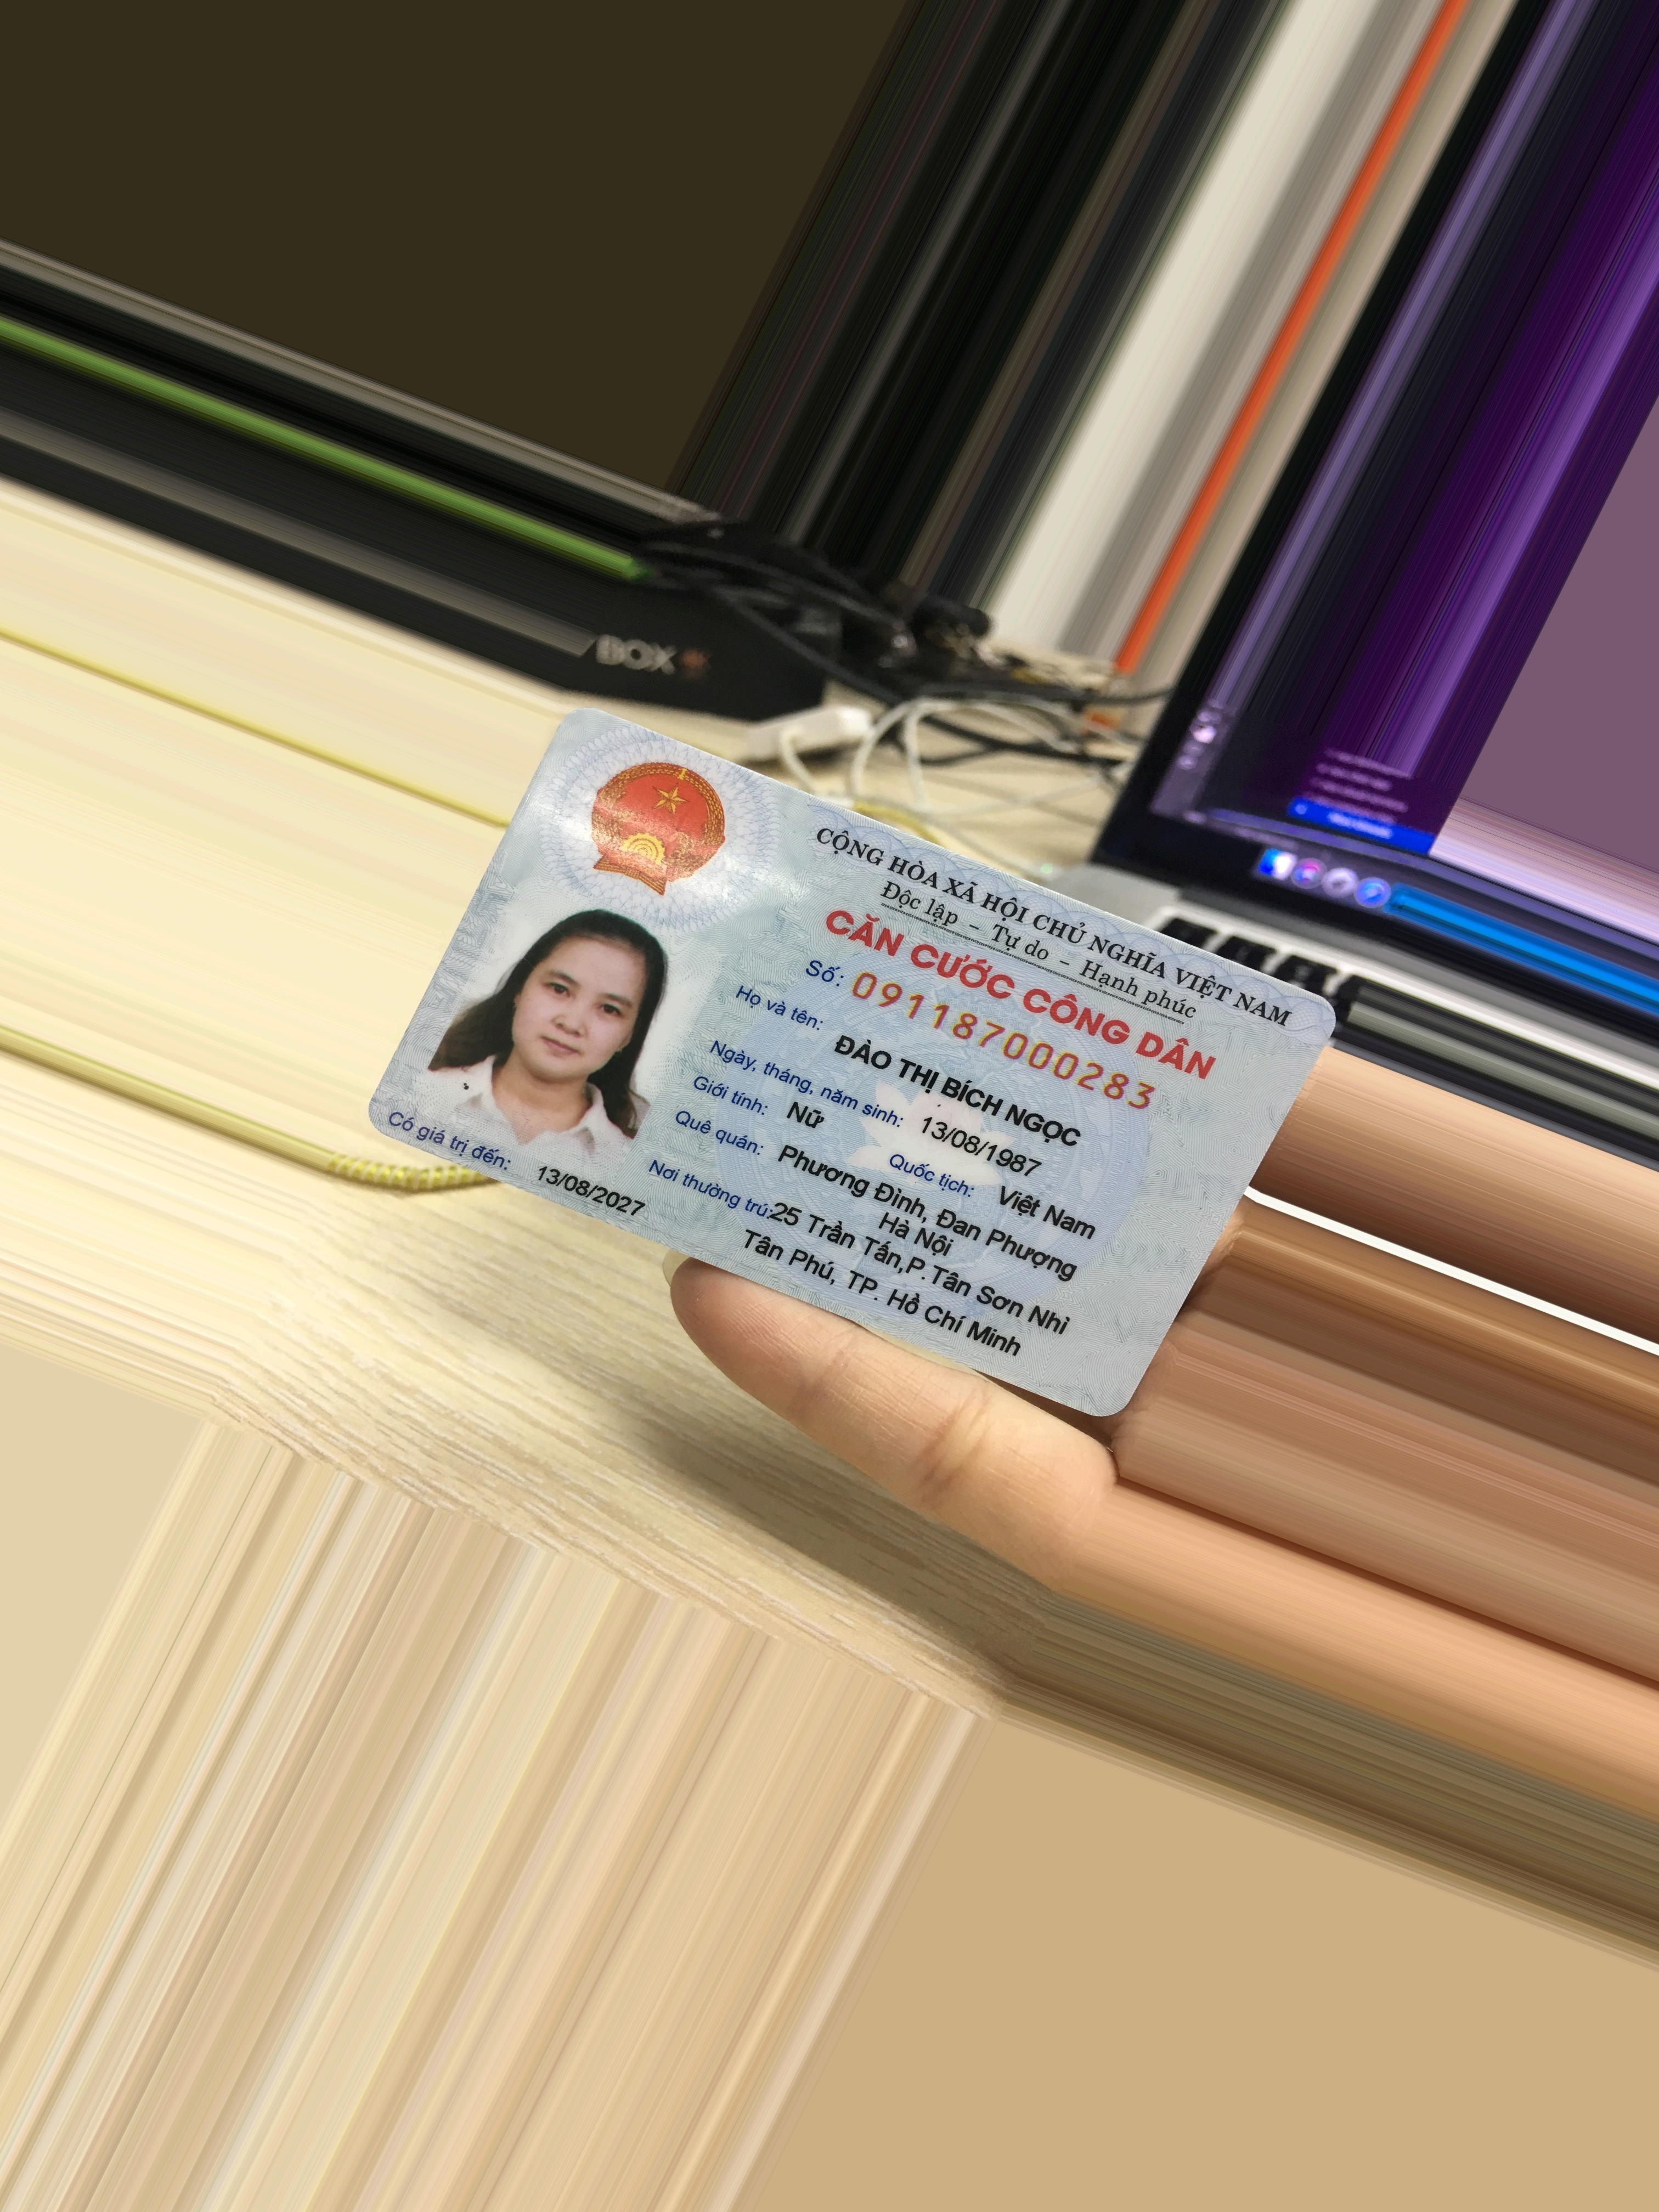 BOX
CỘNG HÒA XÃ HỘI CHỦ NGHĨA VIỆT NAM
Độc lập – Tự do – Hạnh phúc
CĂN CƯỚC CÔNG DÂN
Số: 091187000283
Họ và tên:
ĐÀO THỊ BÍCH NGỌC
Ngày, tháng, năm sinh: 13/08/1987
Giới tính: Nữ Quốc tịch: Việt Nam
Quê quán: Phương Đình, Đan Phượng
Hà Nội
Nơi thường trú: 25 Trần Tấn,P.Tân Sơn Nhì
Tân Phú, TP. Hồ Chí Minh
Có giá trị đến: 13/08/2027